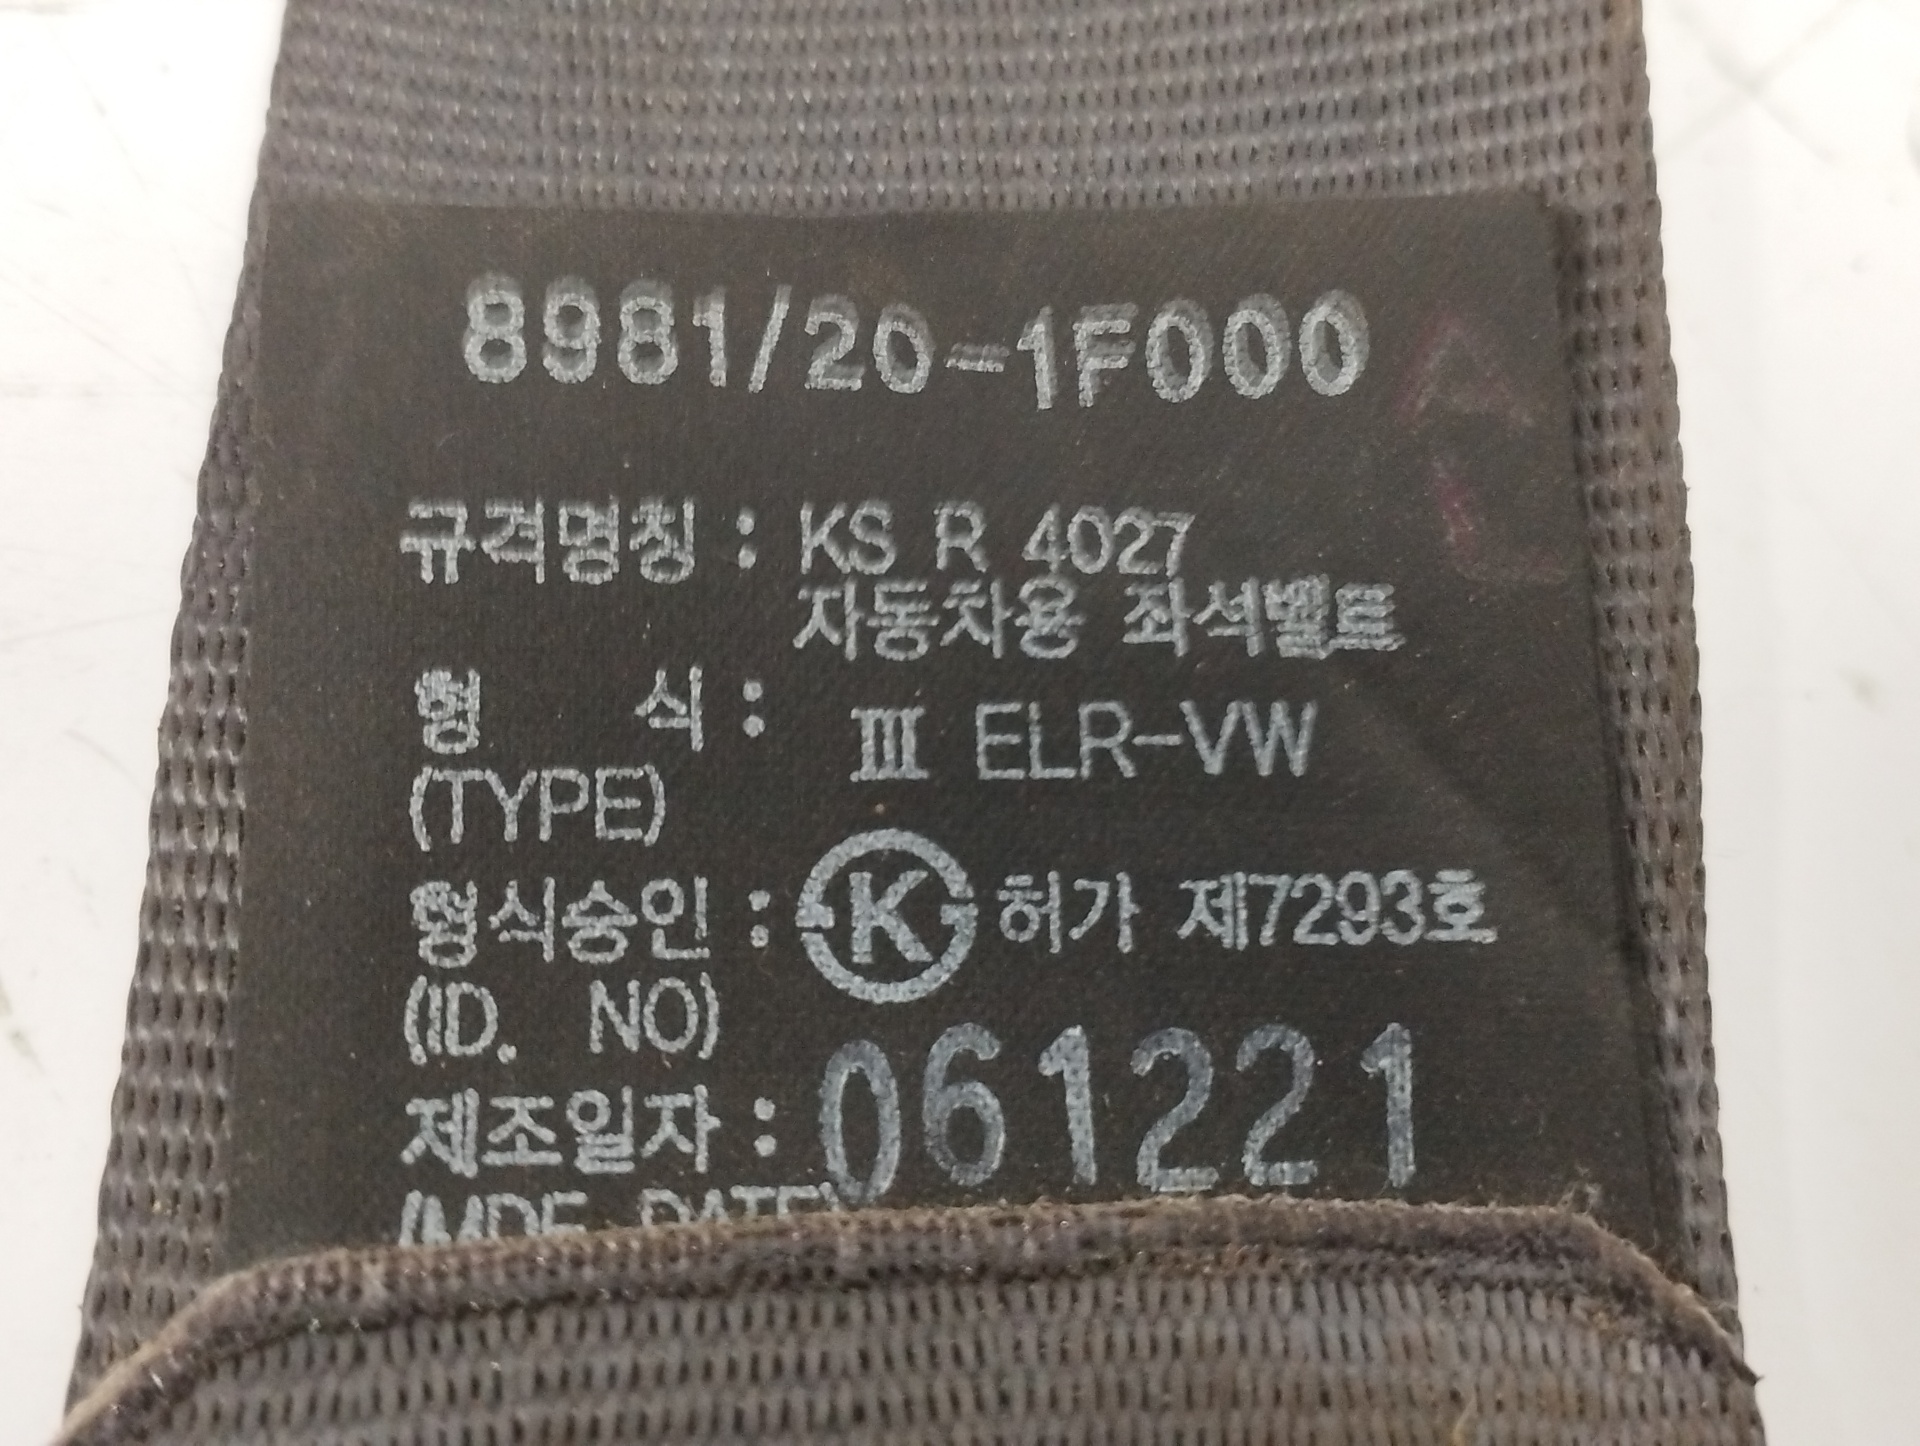 8981/20-1F000
규격명칭 : KS R 4027
자동차용 좌석벨트
형 식 : III ELR-VW
(TYPE)
형식승인 : K 허가 제7293호
(ID. NO)
제조일자 : 061221
(MDF DATE)